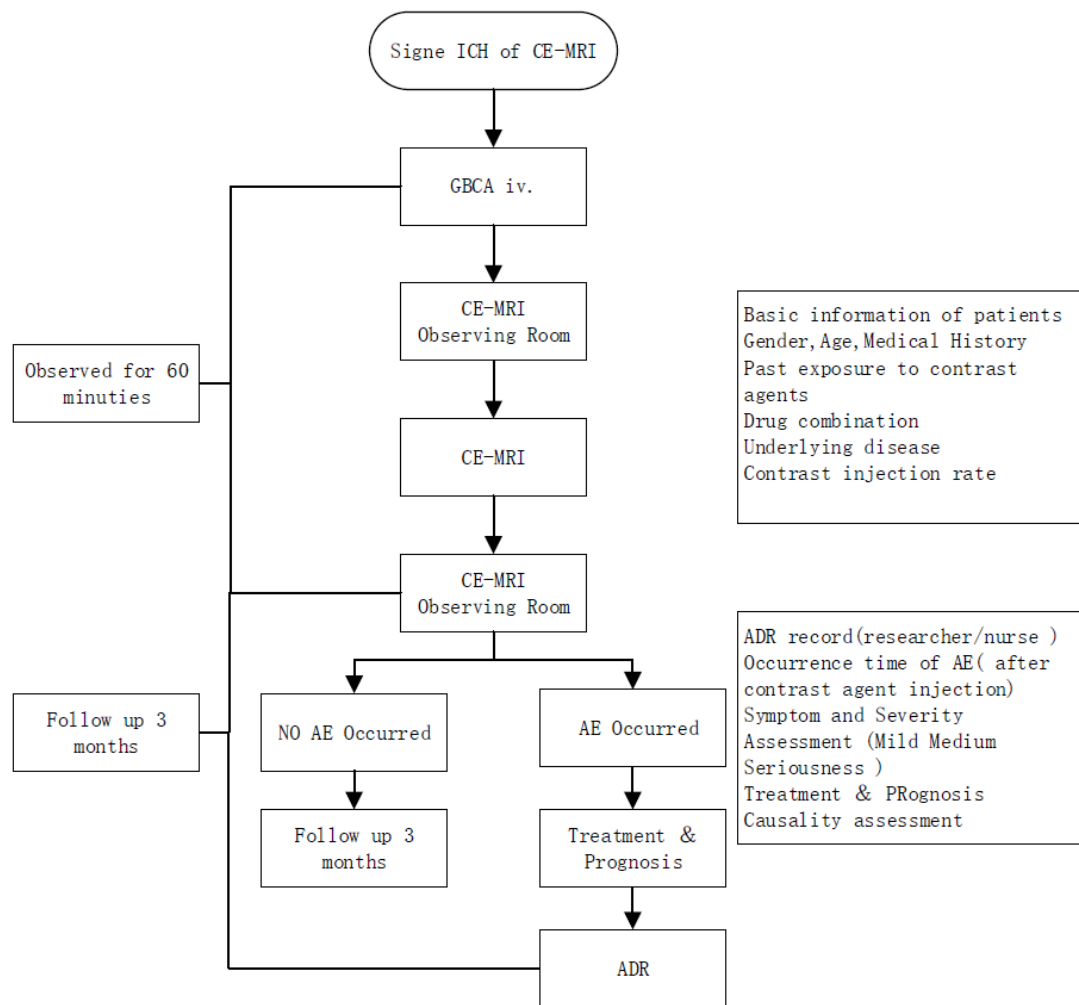 Signe ICH of CE-MRI
GBCA iv.
CE-MRI
Observing Room
Observed for 60
minuties
CE-MRI
CE-MRI
Observing Room
Follow up 3
months
NO AE Occurred
AE Occurred
Follow up 3
months
Treatment &
Prognosis
ADR
Basic information of patients
Gender,Age,Medical History
Past exposure to contrast
agents
Drug combination
Underlying disease
Contrast injection rate
ADR record(researcher/nurse )
Occurrence time of AE( after
contrast agent injection)
Symptom and Severity
Assessment (Mild Medium
Seriousness )
Treatment & PRognosis
Causality assessment